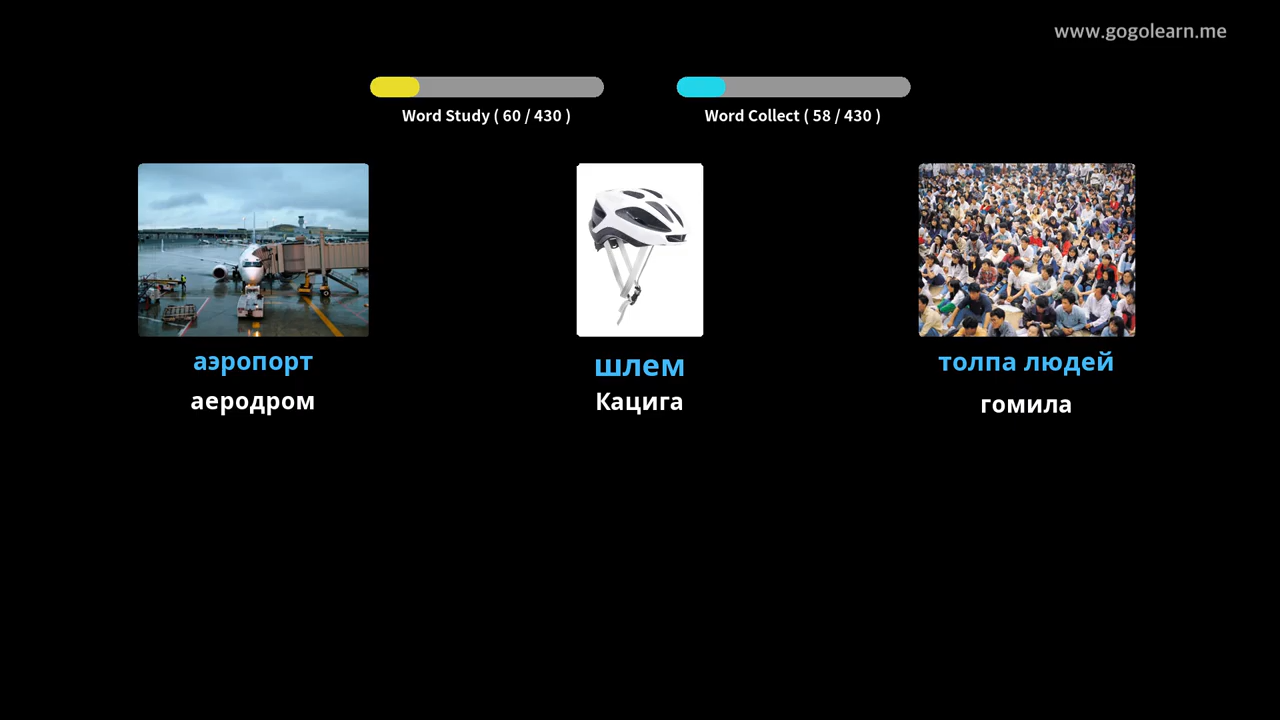 www.gogolearn.me
Word Study ( 60 / 430 )
Word Collect ( 58 / 430 )
аэропорт
шлем
толпа людей
аеродром
Кацига
гомила